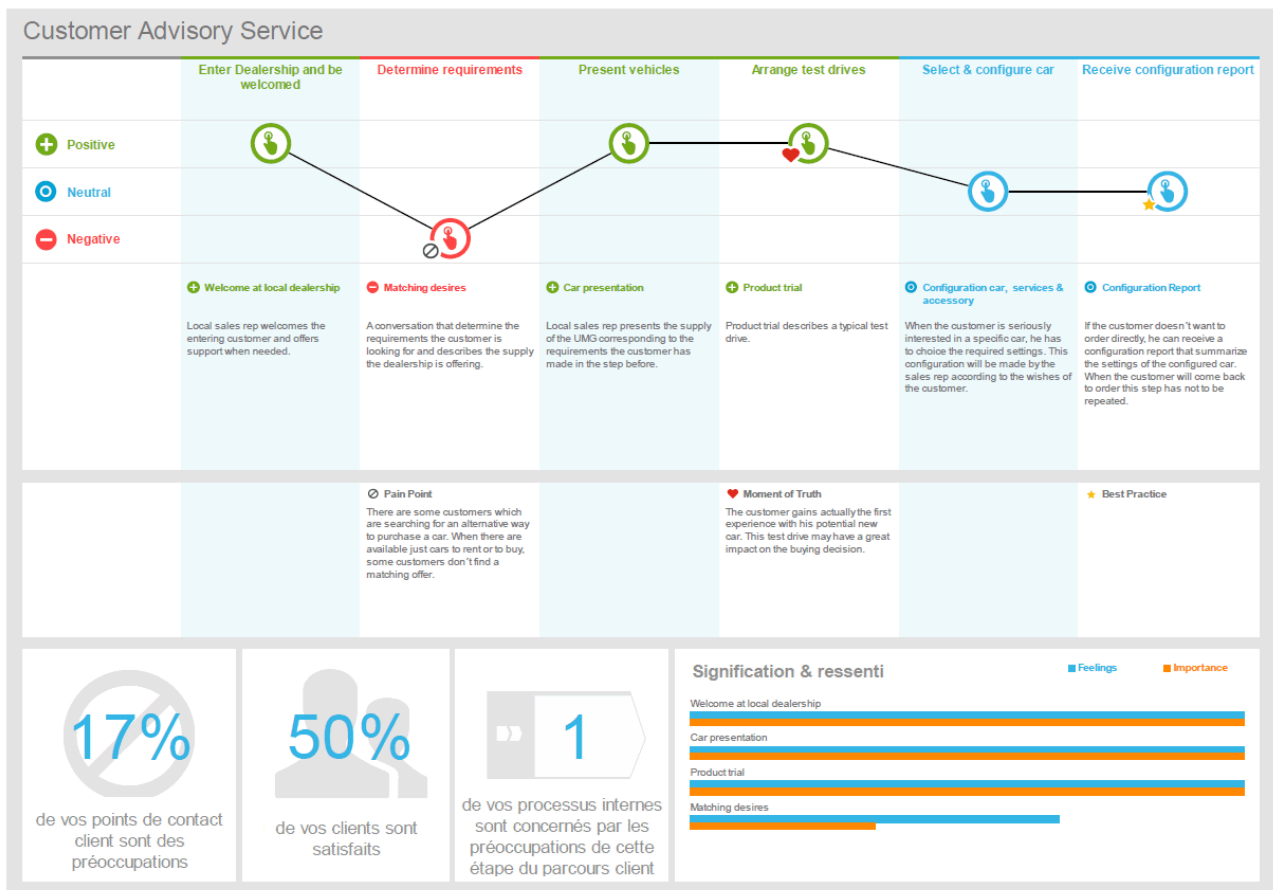 Customer Advisory Service
Enter Dealership and be
welcomed
Determine requirements
Present vehicles
Arrange test drives
Select & configure car
Receive configuration report
Positive
Neutral
Negative
Welcome at local dealership
Local sales rep welcomes the
entering customer and offers
support when needed.
Matching desires
A conversation that determine the
requirements the customer is
looking for and describes the supply
the dealership is offering.
Car presentation
Local sales rep presents the supply
of the UMG corresponding to the
requirements the customer has
made in the step before.
Product trial
Product trial describes a typical test
drive.
Configuration car, services &
accessory
When the customer is seriously
interested in a specific car, he has
to choice the required settings. This
configuration will be made by the
sales rep according to the wishes of
the customer.
Configuration Report
If the customer doesn´t want to
order directly, he can receive a
configuration report that summarize
the settings of the configured car.
When the customer will come back
to order this step has not to be
repeated.
Pain Point
There are some customers which
are searching for an alternative way
to purchase a car. When there are
available just cars to rent or to buy,
some customers don´t find a
matching offer.
Moment of Truth
The customer gains actually the first
experience with his potential new
car. This test drive may have a great
impact on the buying decision.
Best Practice
17%
de vos points de contact
client sont des
préoccupations
50%
de vos clients sont
satisfaits
1
de vos processus internes
sont concernés par les
préoccupations de cette
étape du parcours client
Signification & ressenti
Feelings
Importance
Welcome at local dealership
Car presentation
Product trial
Matching desires